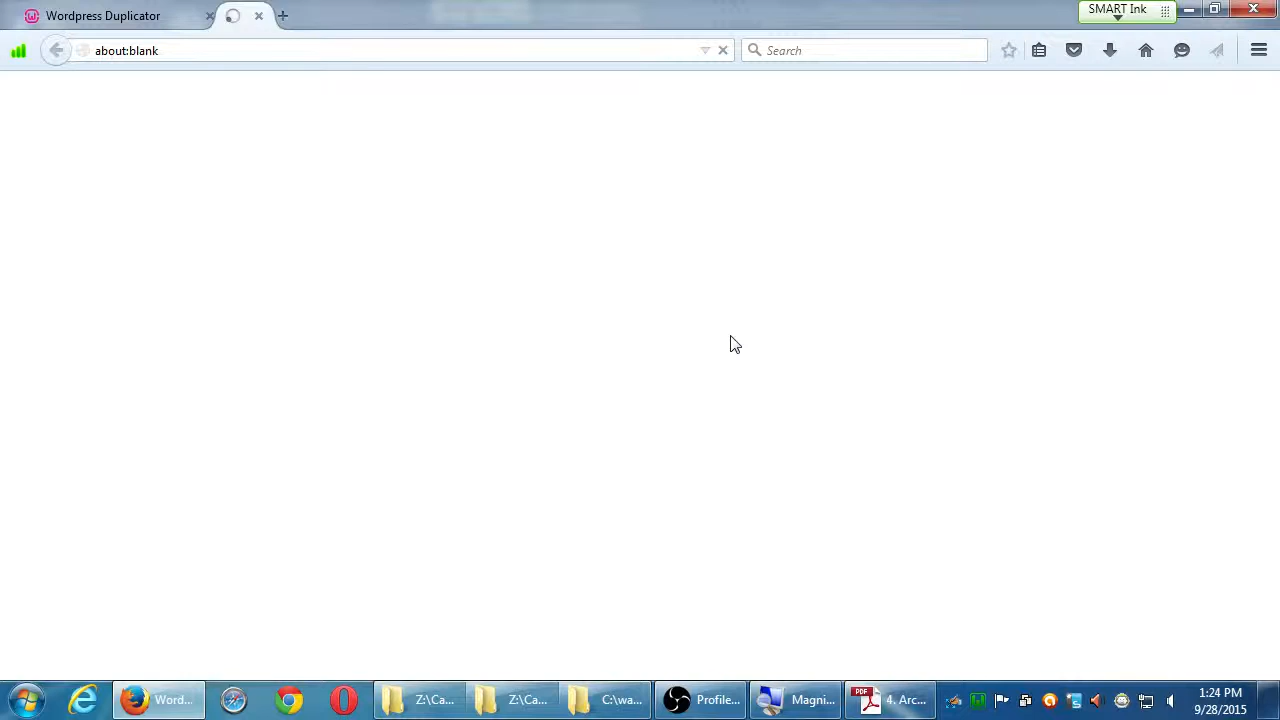 Wordpress Duplicator
SMART Ink
about:blank
Search
Word...
Z:\Ca...
Z:\Ca...
C:\wa...
Profile...
Magni...
PDF
4. Arc...
1:24 PM
9/28/2015